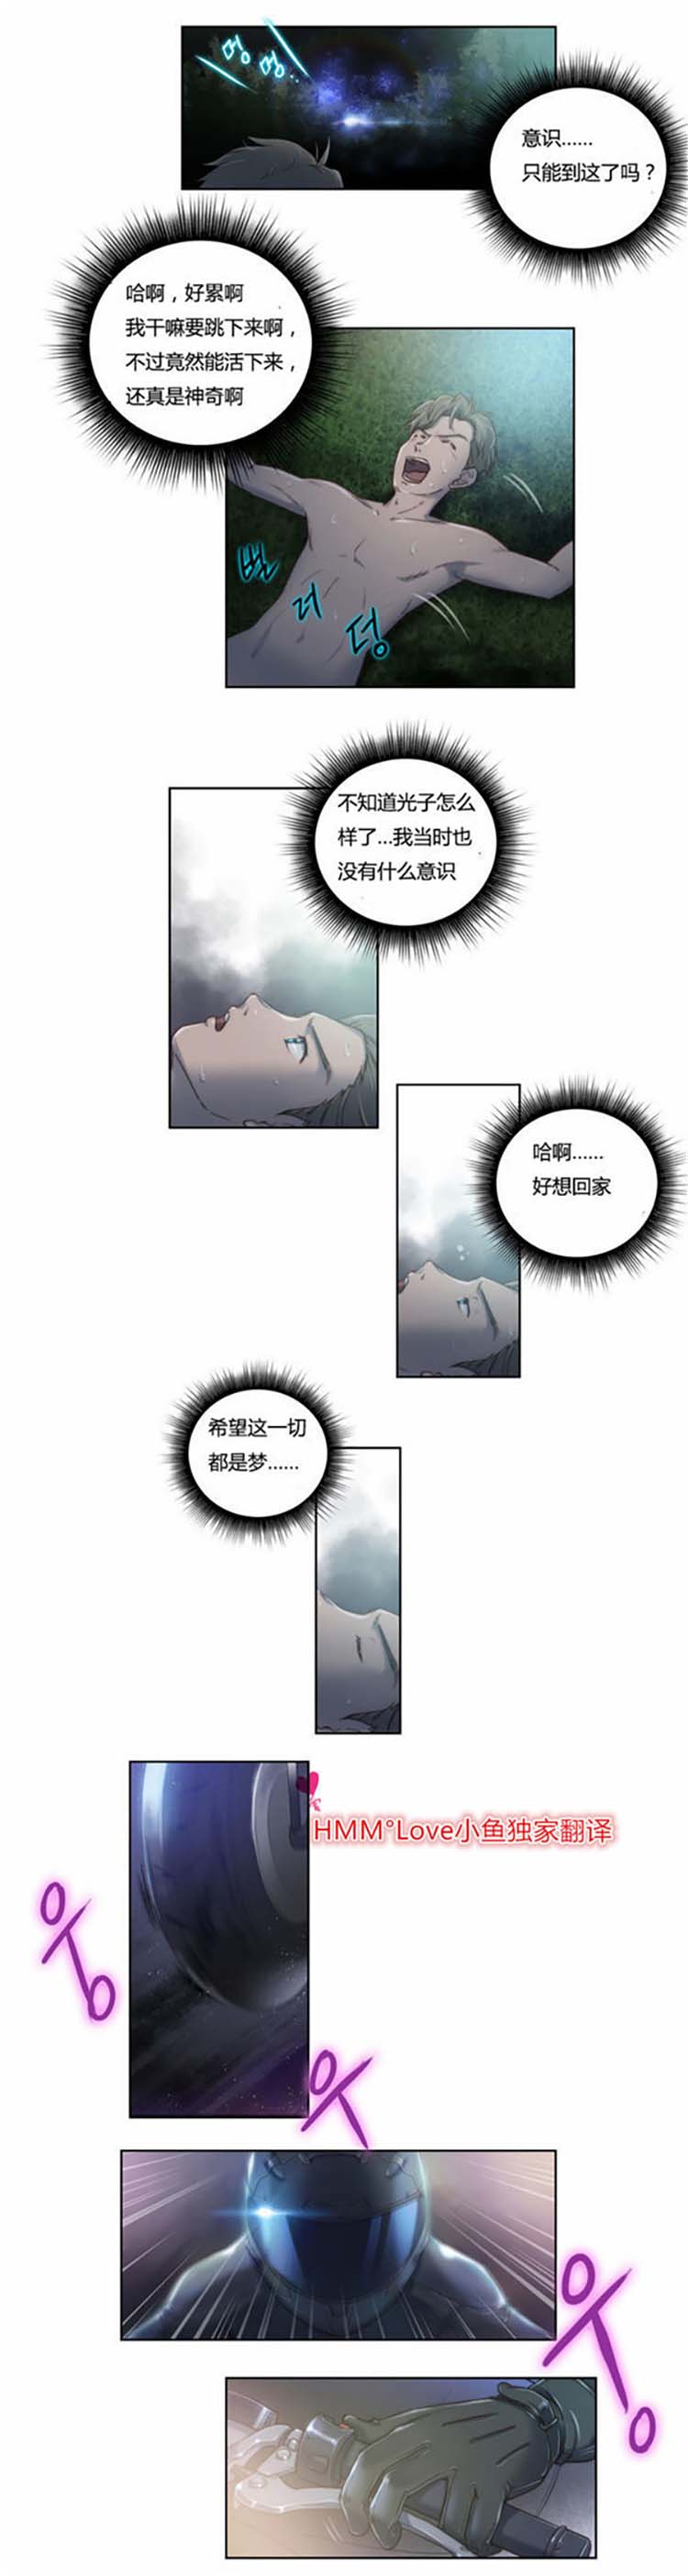 멍
멍..
意识……
只能到这了吗？
哈啊，好累啊
我干嘛要跳下来啊，
不过竟然能活下来，
还真是神奇啊
벌
러
덩
不知道光子怎么
样了…我当时也
没有什么意识
哈啊……
好想回家
希望这一切
都是梦……
HMM°Love小鱼独家翻译
웅
우
웅